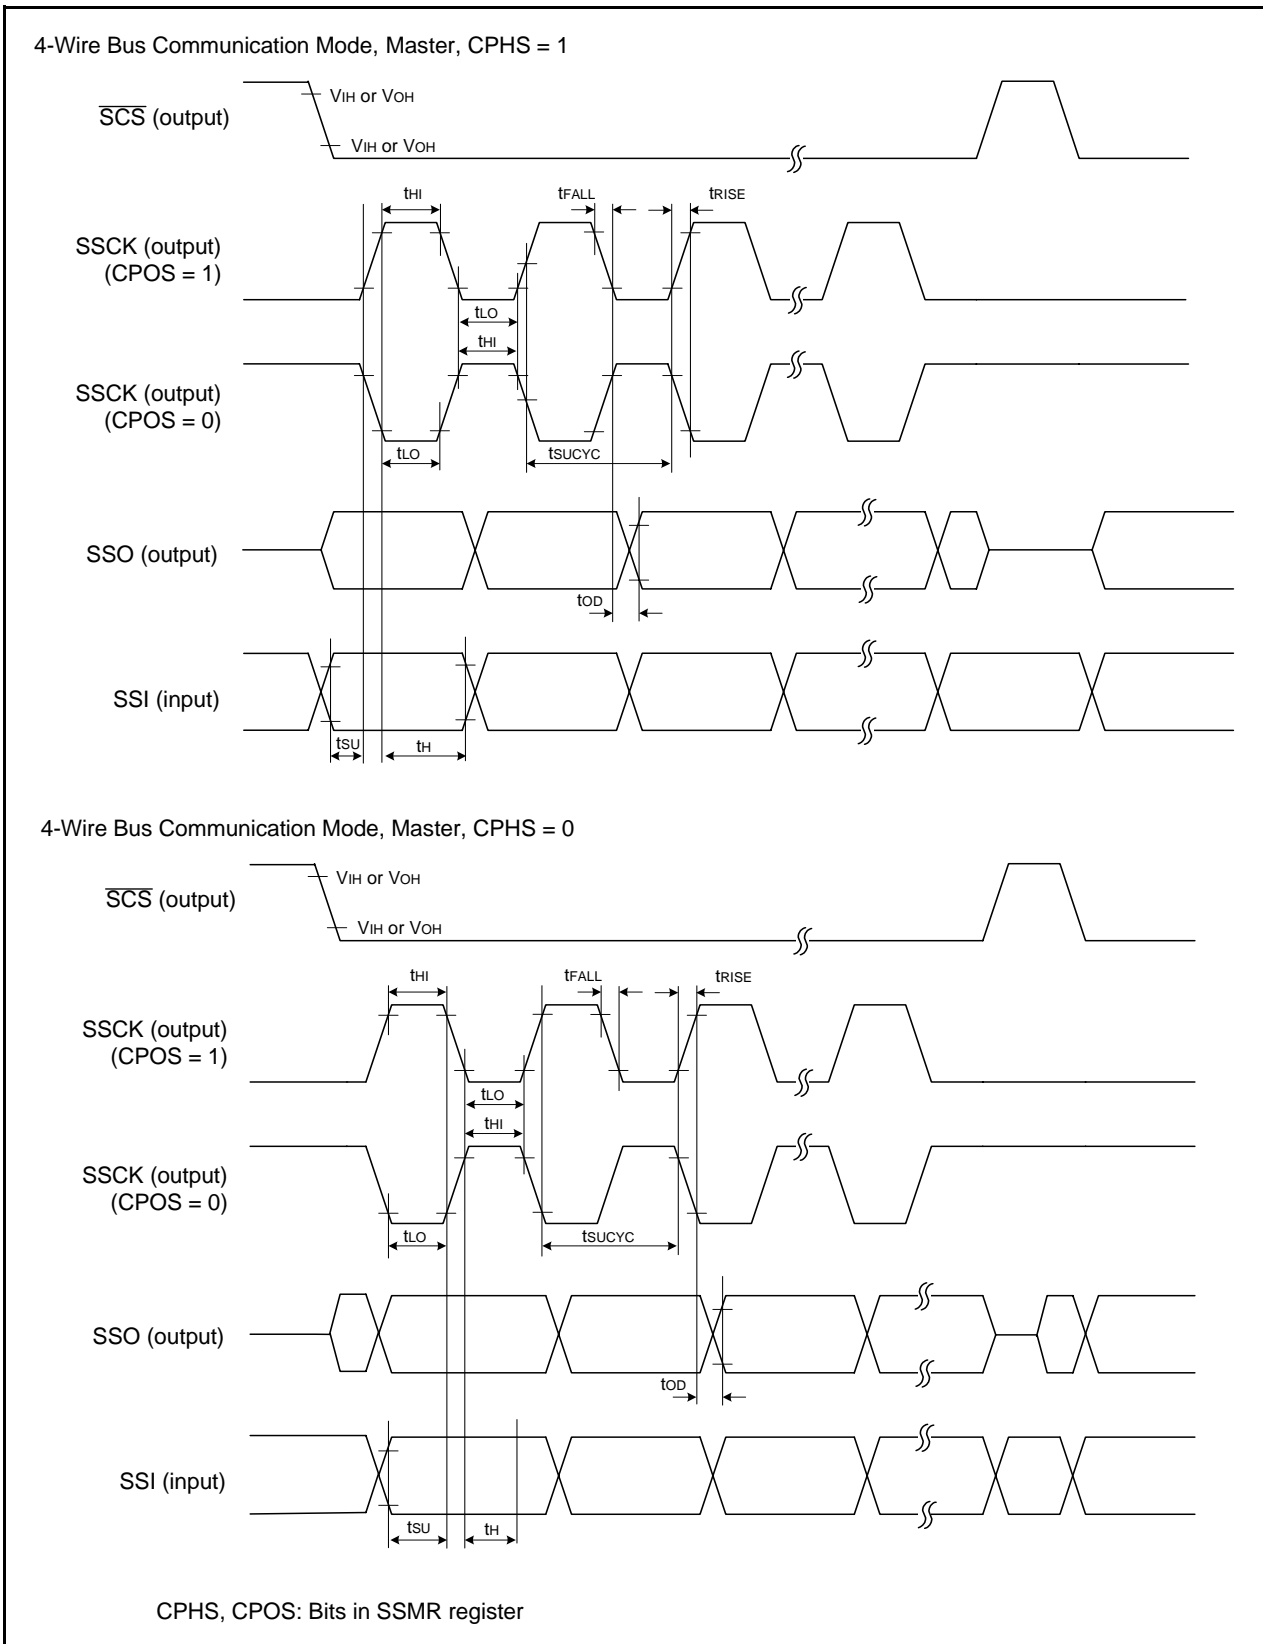 4-Wire Bus Communication Mode, Master, CPHS = 1
SCS (output)
VIH or VOH
VIH or VOH
tHI
tFALL
tRISE
SSCK (output)
(CPOS = 1)
tLO
tHI
SSCK (output)
(CPOS = 0)
tLO
tSUCYC
SSO (output)
tOD
SSI (input)
tSU
tH
4-Wire Bus Communication Mode, Master, CPHS = 0
SCS (output)
VIH or VOH
VIH or VOH
tHI
tFALL
tRISE
SSCK (output)
(CPOS = 1)
tLO
tHI
SSCK (output)
(CPOS = 0)
tLO
tSUCYC
SSO (output)
tOD
SSI (input)
tSU
tH
CPHS, CPOS: Bits in SSMR register